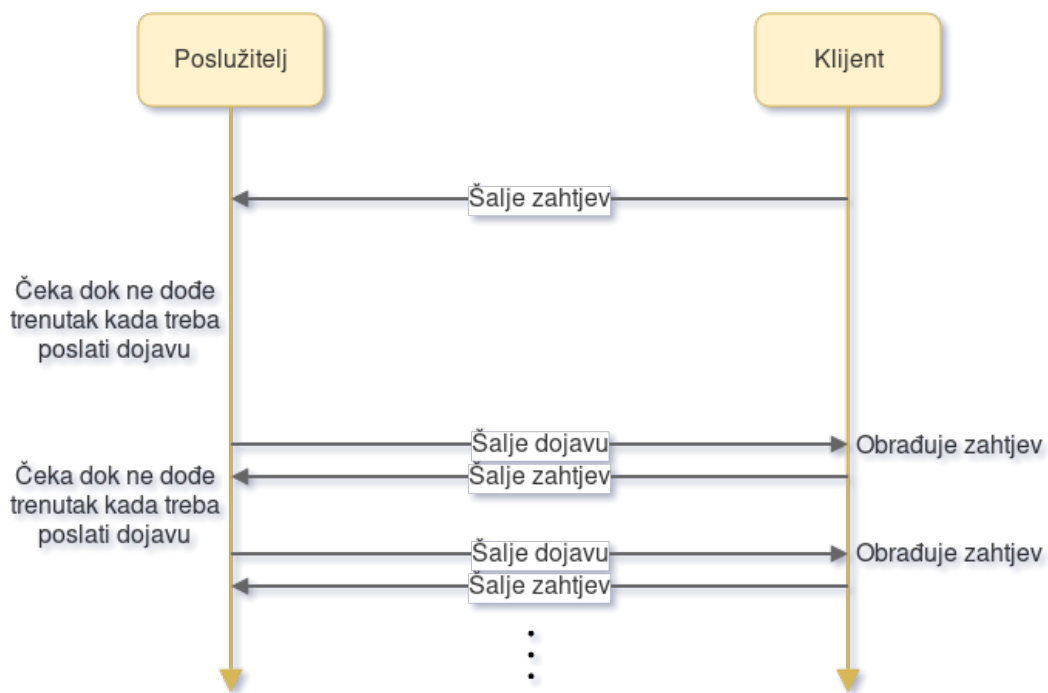 Poslužitelj
Klijent
Šalje zahtjev
Čeka dok ne dođe
trenutak kada treba
poslati dojavu
Šalje dojavu
Obrađuje zahtjev
Šalje zahtjev
Čeka dok ne dođe
trenutak kada treba
poslati dojavu
Šalje dojavu
Obrađuje zahtjev
Šalje zahtjev